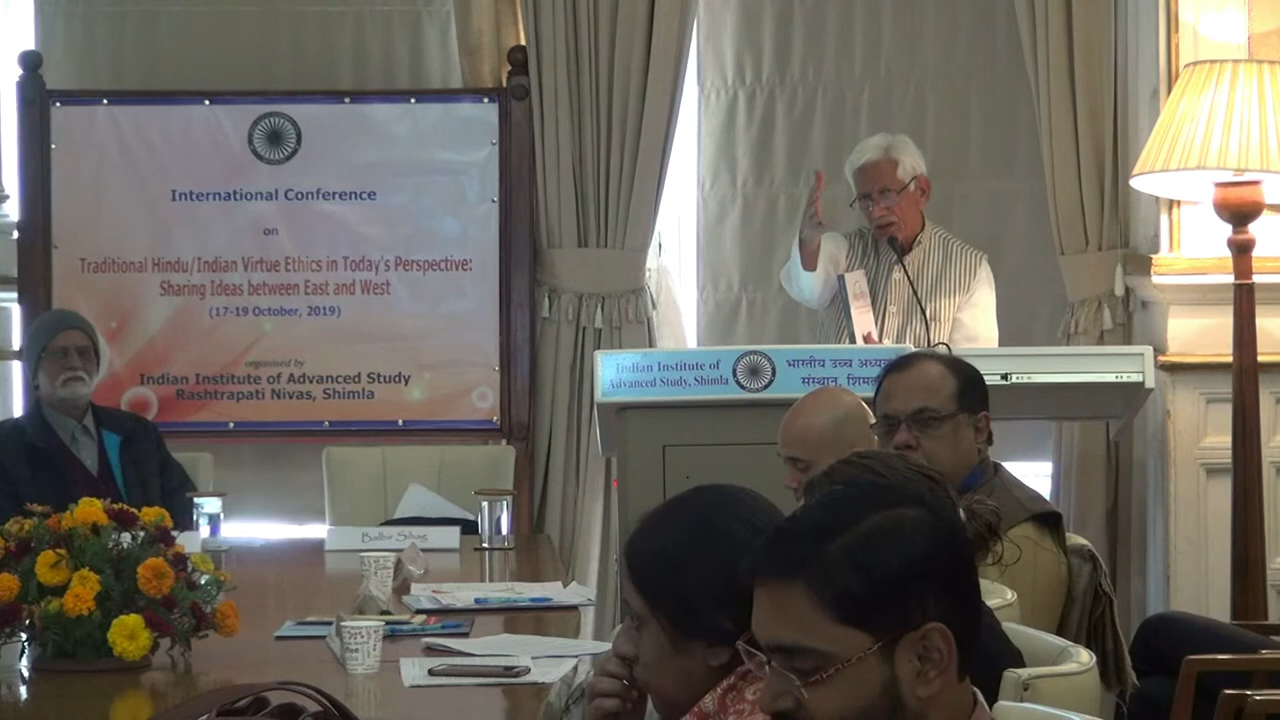 International Conference
on
Traditional Hindu/Indian Virtue Ethics in Today's Perspective:
Sharing Ideas between East and West
(17-19 October, 2019)
organised by
Indian Institute of Advanced Study
Rashtrapati Nivas, Shimla
Indian Institute of
Advanced Study, Shimla
भारतीय उच्च
संस्थान,
Balbir Sihag